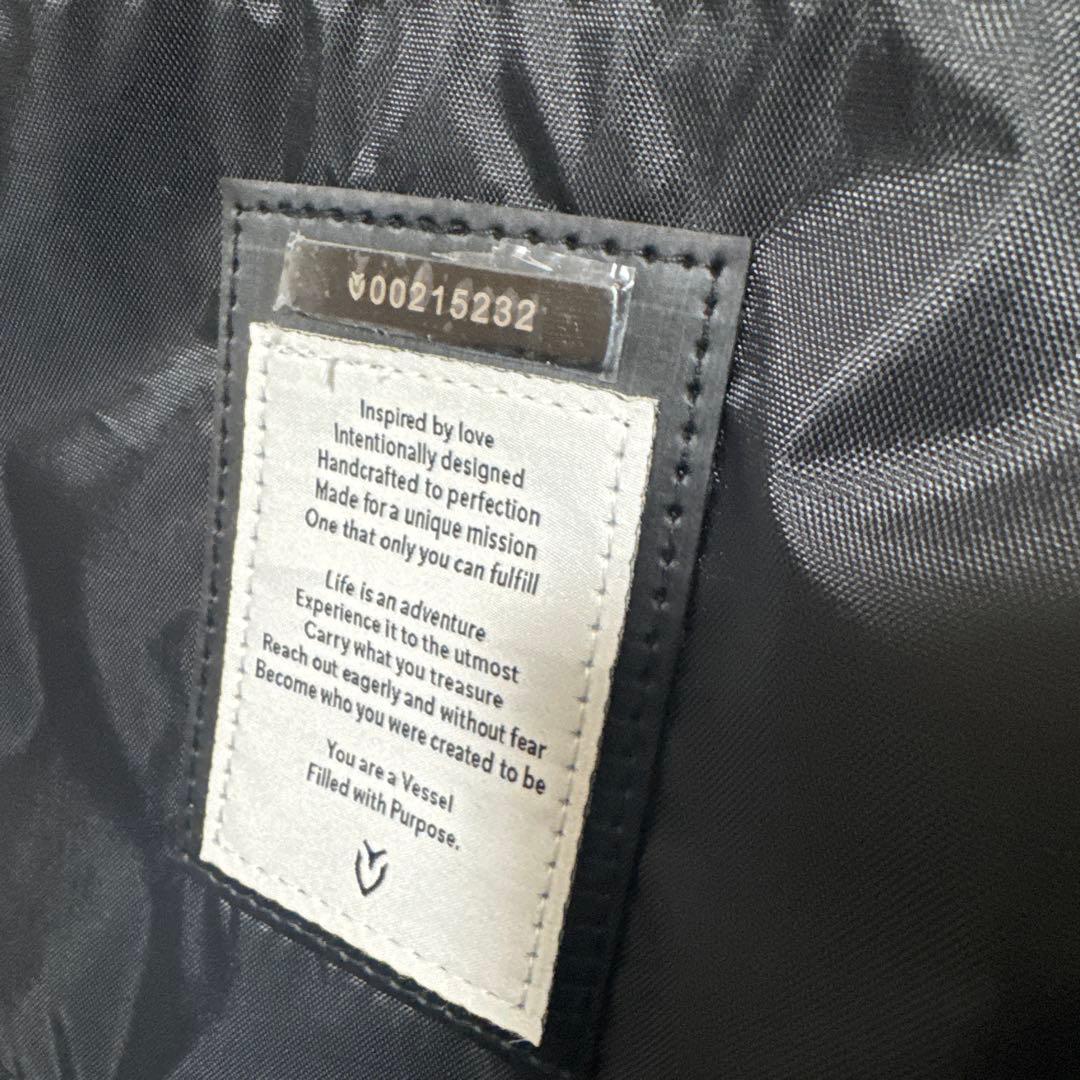 00215232
Inspired by love
Intentionally designed
Handcrafted to perfection
Made for a unique mission
One that only you can fulfill
Life is an adventure
Experience it to the utmost
Carry what you treasure
Reach out eagerly and without fear
Become who you were created to be
You are a Vessel
Filled with Purpose.